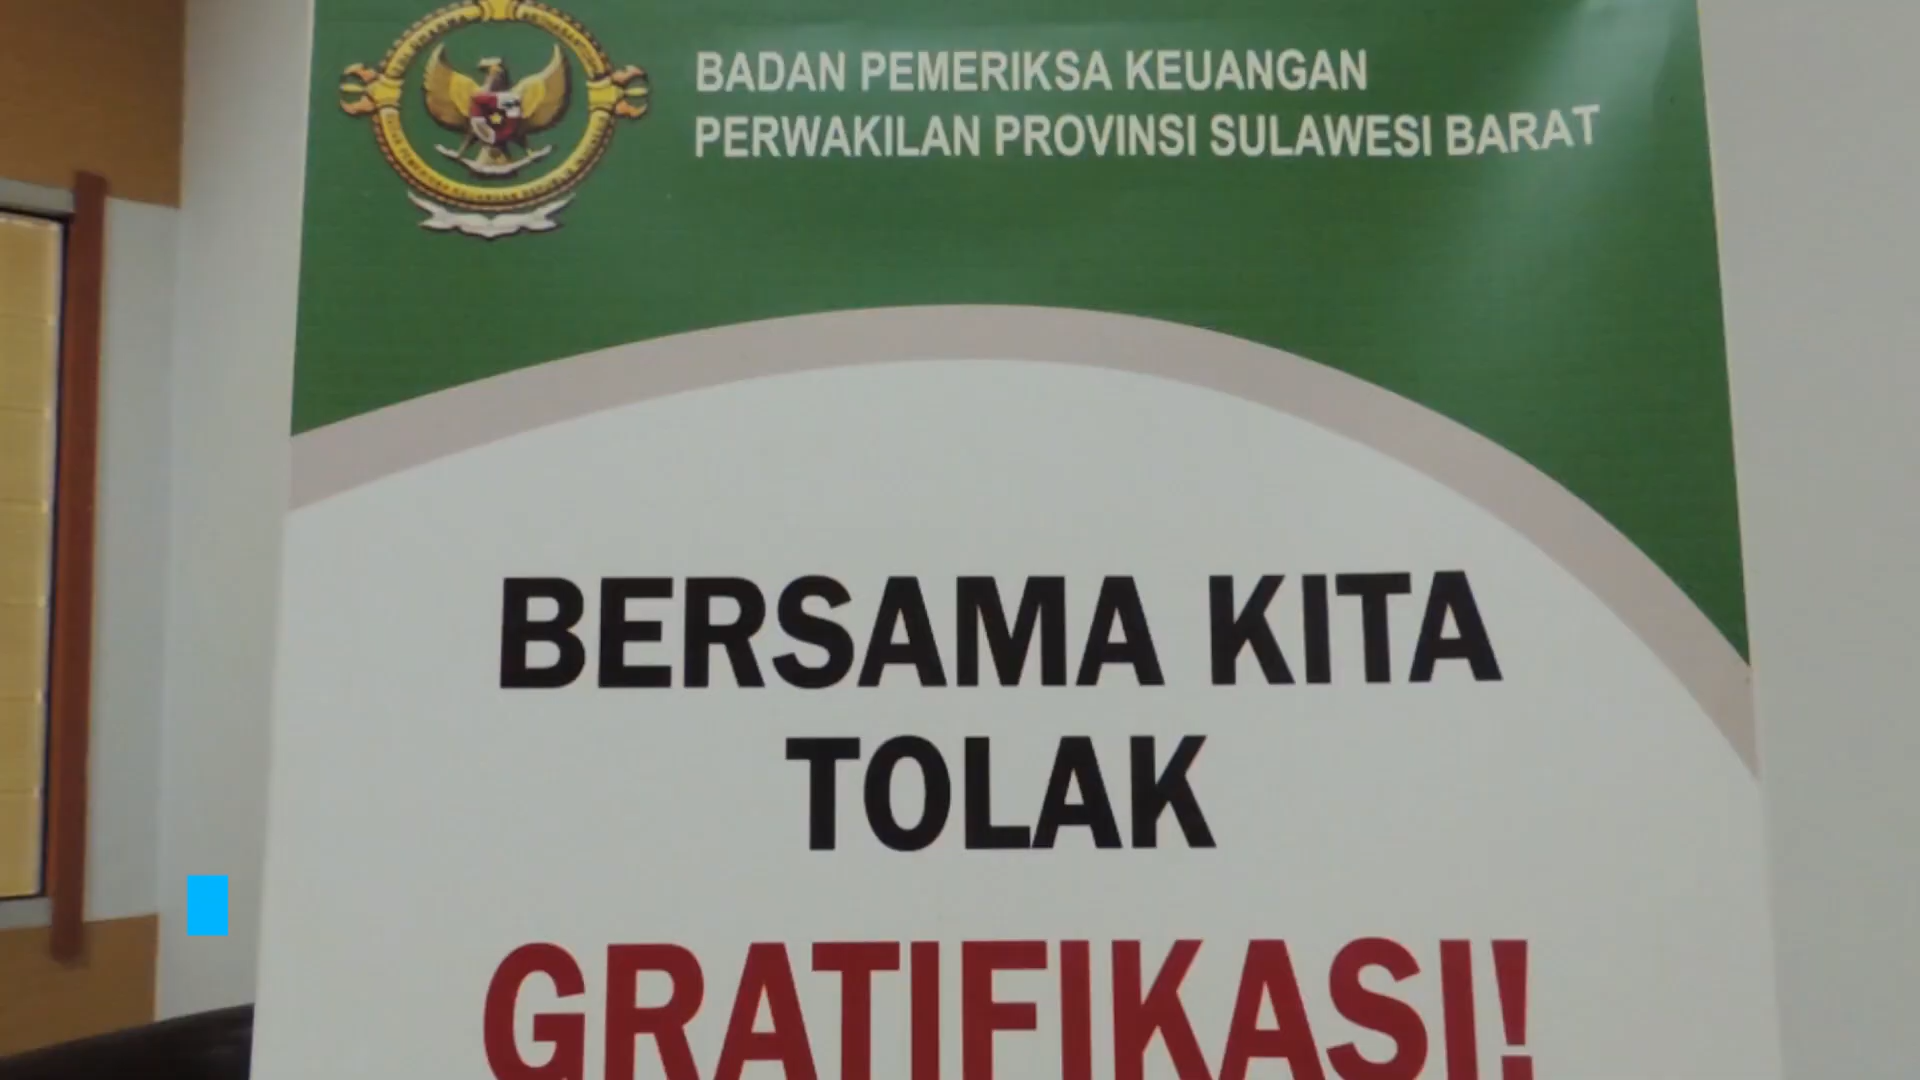 BADAN PEMERIKSA KEUANGAN
PERWAKILAN PROVINSI SULAWESI BARAT
BERSAMA KITA
TOLAK
GRATIFIKASI!